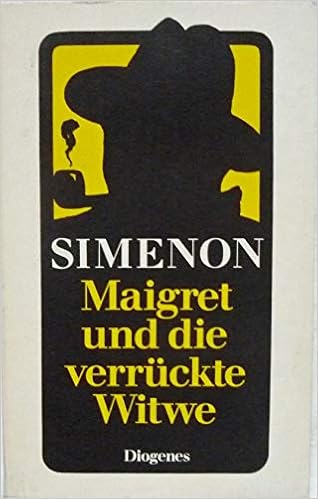 SIMENON
Maigret
und die
verrückte
Witwe
Diogenes